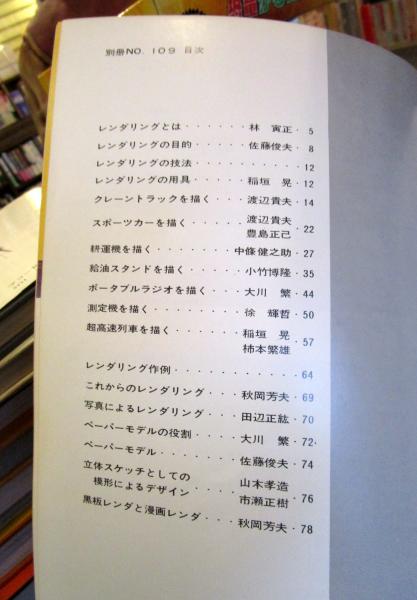 別册NO. 109 目次
レンダリングとは・・・・・・林 寅正・5
レンダリングの目的・・・・・佐藤俊夫・8
レンダリングの技法・・・・・・・・・・12
レンダリングの用具・・・・・稲垣 晃・12
クレーントラックを描く・・・渡辺貴夫・14
スポーツカーを描く・・・・・渡辺貴夫
豊島正己・22
耕運機を描く・・・・・・・中條健之助・27
給油スタンドを描く・・・・・小竹博隆・35
ポータブルラジオを描く・・・大川 繁・44
測定機を描く・・・・・・・・徐 輝哲・50
超高速列車を描く・・・・・・稲垣 晃
柿本繁雄・57
レンダリング作例・・・・・・・・・・・64
これからのレンダリング・・・秋岡芳夫・69
写真によるレンダリング・・・田辺正紘・70
ペーパーモデルの役割・・・・大川 繁・72
ペーパーモデル・・・・・・・佐藤俊夫・74
立体スケッチとしての
模形によるデザイン・・・・山本孝造
市瀬正樹・76
黒板レンダと漫画レンダ・・・秋岡芳夫・78